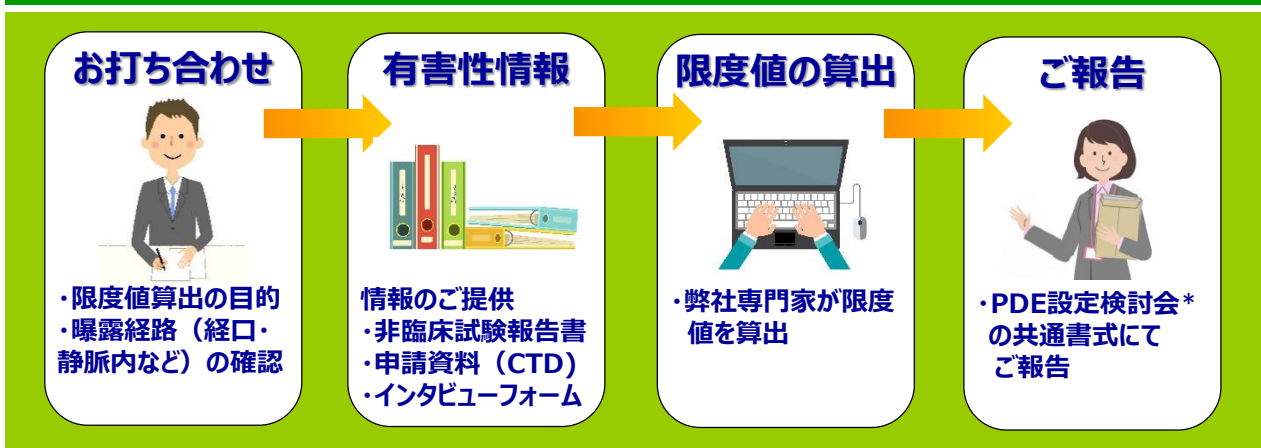 お打ち合わせ
・限度値算出の目的
・曝露経路（経口・
静脈内など）の確認
有害性情報
情報のご提供
・非臨床試験報告書
・申請資料（CTD)
・インタビューフォーム
限度値の算出
・弊社専門家が限度
値を算出
ご報告
・PDE設定検討会*
の共通書式にて
ご報告